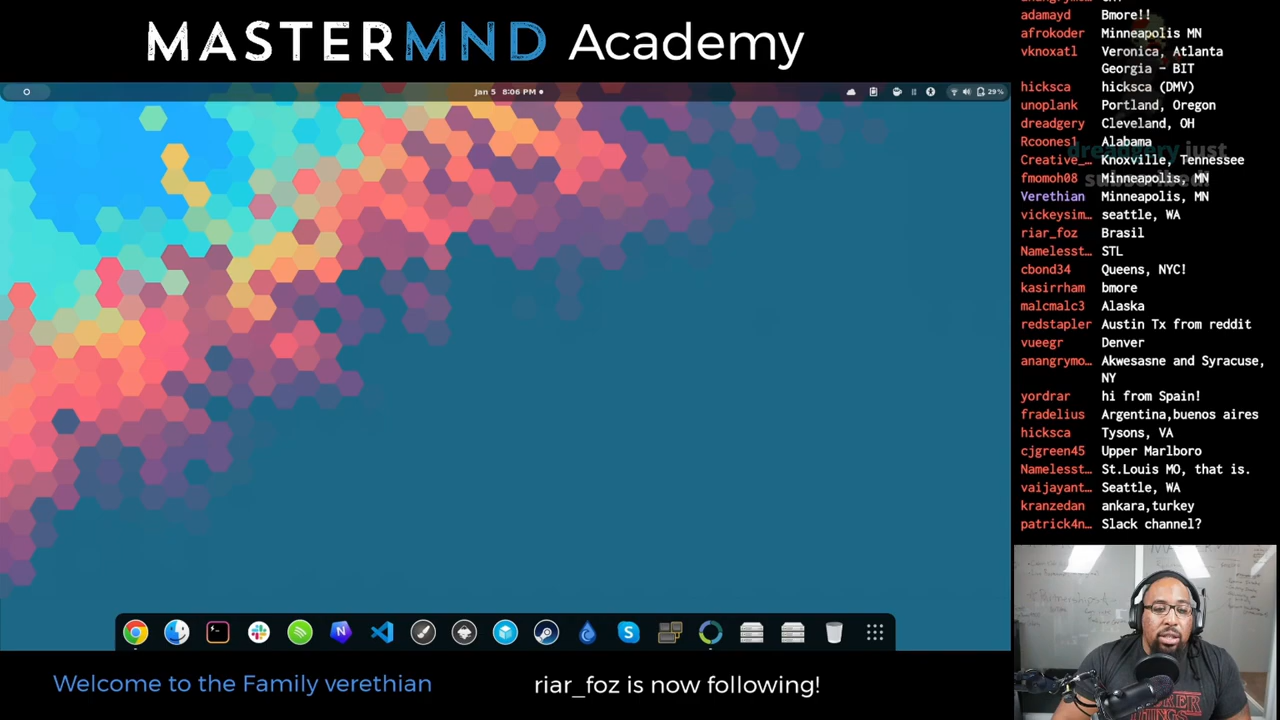 MASTERMND Academy
Jan 5 8:06 PM
29%
adamayd Bmore!!
afrokoder Minneapolis MN
vknoxatl Veronica, Atlanta
Georgia - BIT
hicksca hicksca (DMV)
unoplank Portland, Oregon
dreadgery Cleveland, OH
Rcoones1 Alabama
dreadgery just
subscribed!
Creative_… Knoxville, Tennessee
fmomoh08 Minneapolis, MN
Verethian Minneapolis, MN
vickeysim… seattle, WA
riar_foz Brasil
Namelesst… STL
cbond34 Queens, NYC!
kasirrham bmore
malcmalc3 Alaska
redstapler Austin Tx from reddit
vueegr Denver
anangrymo… Akwesasne and Syracuse,
NY
yordrar hi from Spain!
fradelius Argentina,buenos aires
hicksca Tysons, VA
cjgreen45 Upper Marlboro
Namelesst… St.Louis MO, that is.
vaijayant… Seattle, WA
kranzedan ankara,turkey
patrick4n… Slack channel?
Welcome to the Family verethian
riar_foz is now following!